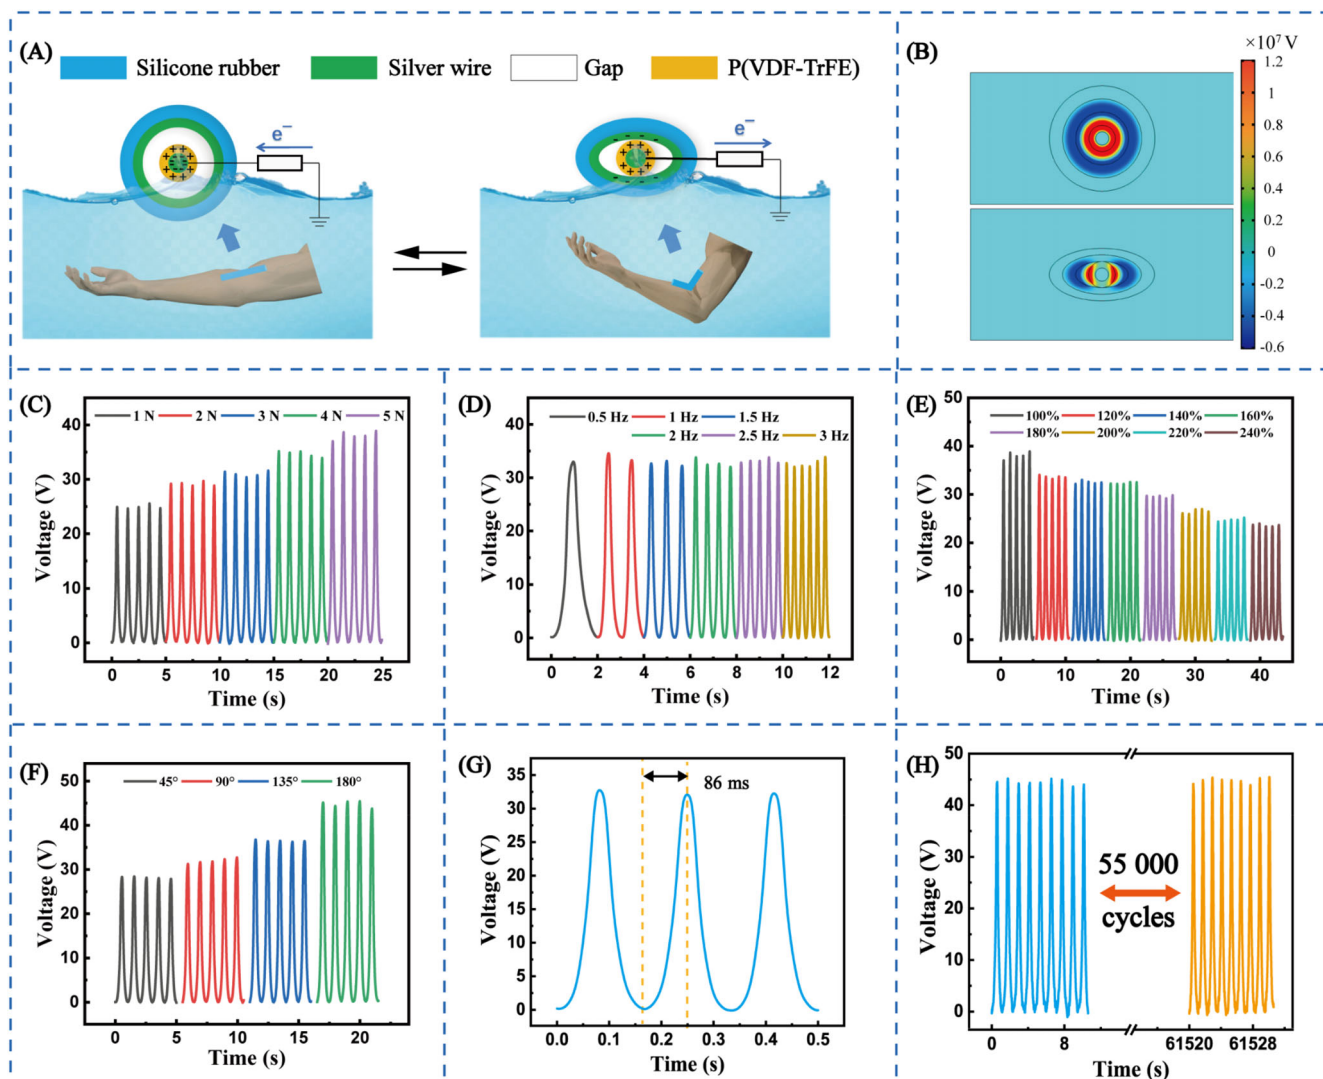 (A)
Silicone rubber Silver wire Gap P(VDF-TrFE)
e⁻ e⁻
(B)
×10⁷ V
1.2
1
0.8
0.6
0.4
0.2
0
-0.2
-0.4
-0.6
(C)
1 N 2 N 3 N 4 N 5 N
Voltage (V)
40
30
20
10
0
0 5 10 15 20 25
Time (s)
(D)
0.5 Hz 1 Hz 1.5 Hz
2 Hz 2.5 Hz 3 Hz
Voltage (V)
40
30
20
10
0
0 2 4 6 8 10 12
Time (s)
(E)
100% 120% 140% 160%
180% 200% 220% 240%
Voltage (V)
50
40
30
20
10
0
0 10 20 30 40
Time (s)
(F)
45° 90° 135° 180°
Voltage (V)
50
40
30
20
10
0
0 5 10 15 20
Time (s)
(G)
86 ms
Voltage (V)
35
30
25
20
15
10
5
0
0.0 0.1 0.2 0.3 0.4 0.5
Time (s)
(H)
55 000
cycles
Voltage (V)
50
40
30
20
10
0
0 8 61520 61528
Time (s)